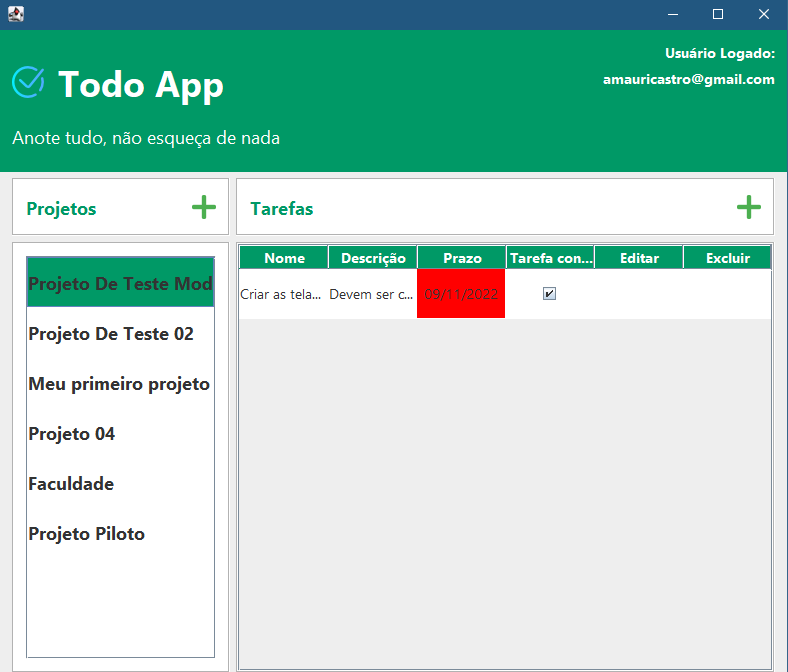 Usuário Logado:
amauricastro@gmail.com
Todo App
Anote tudo, não esqueça de nada
Projetos
Tarefas
Projeto De Teste Mod
Projeto De Teste 02
Meu primeiro projeto
Projeto 04
Faculdade
Projeto Piloto
Nome Descrição Prazo Tarefa con... Editar Excluir
Criar as tela... Devem ser c... 09/11/2022